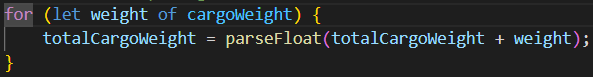 for (let weight of cargoWeight) {
    totalCargoWeight = parseFloat(totalCargoWeight + weight);
}